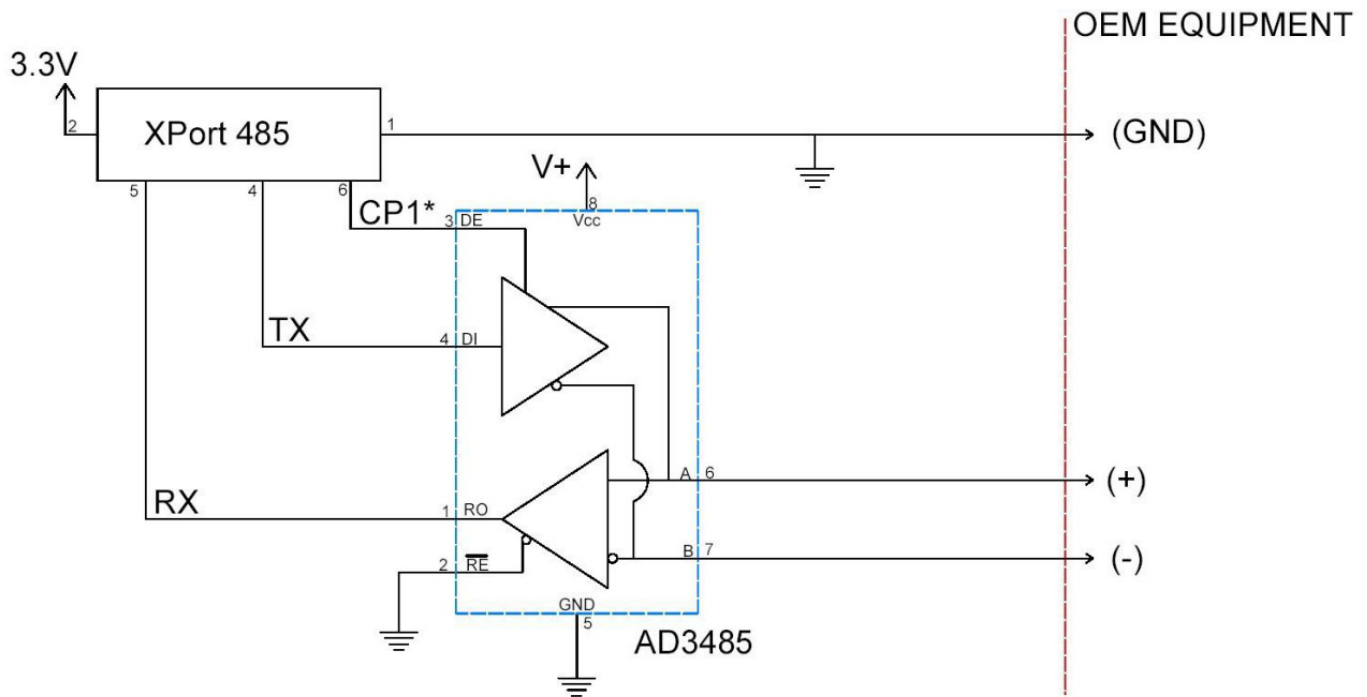 OEM EQUIPMENT
3.3V
2
XPort 485
1
(GND)
5
4
6
V+
8
Vcc
CP1*
3
DE
TX
4
DI
A
6
(+)
RX
1
RO
B
7
(-)
2
RE
GND
5
AD3485